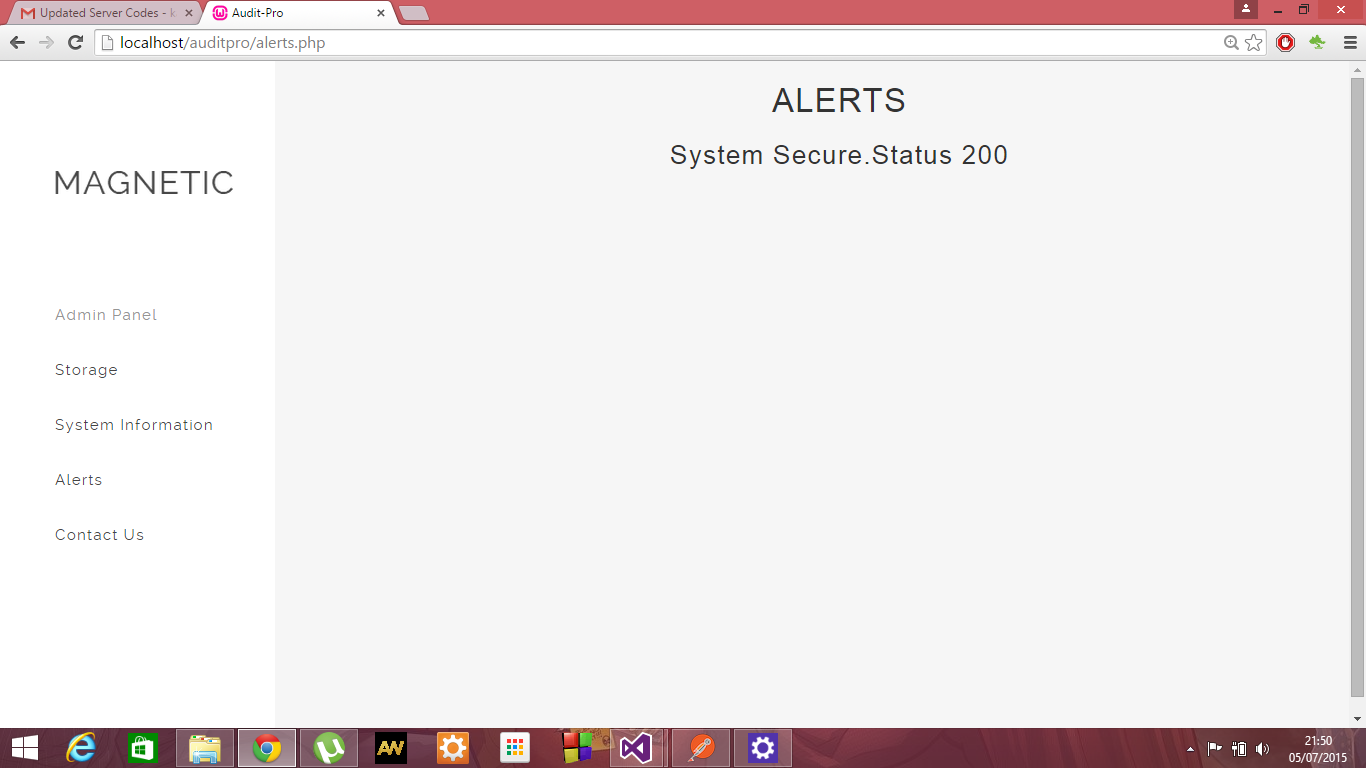 Updated Server Codes - k
Audit-Pro
localhost/auditpro/alerts.php
MAGNETIC
Admin Panel
Storage
System Information
Alerts
Contact Us
ALERTS
System Secure.Status 200
AW
21:50
05/07/2015